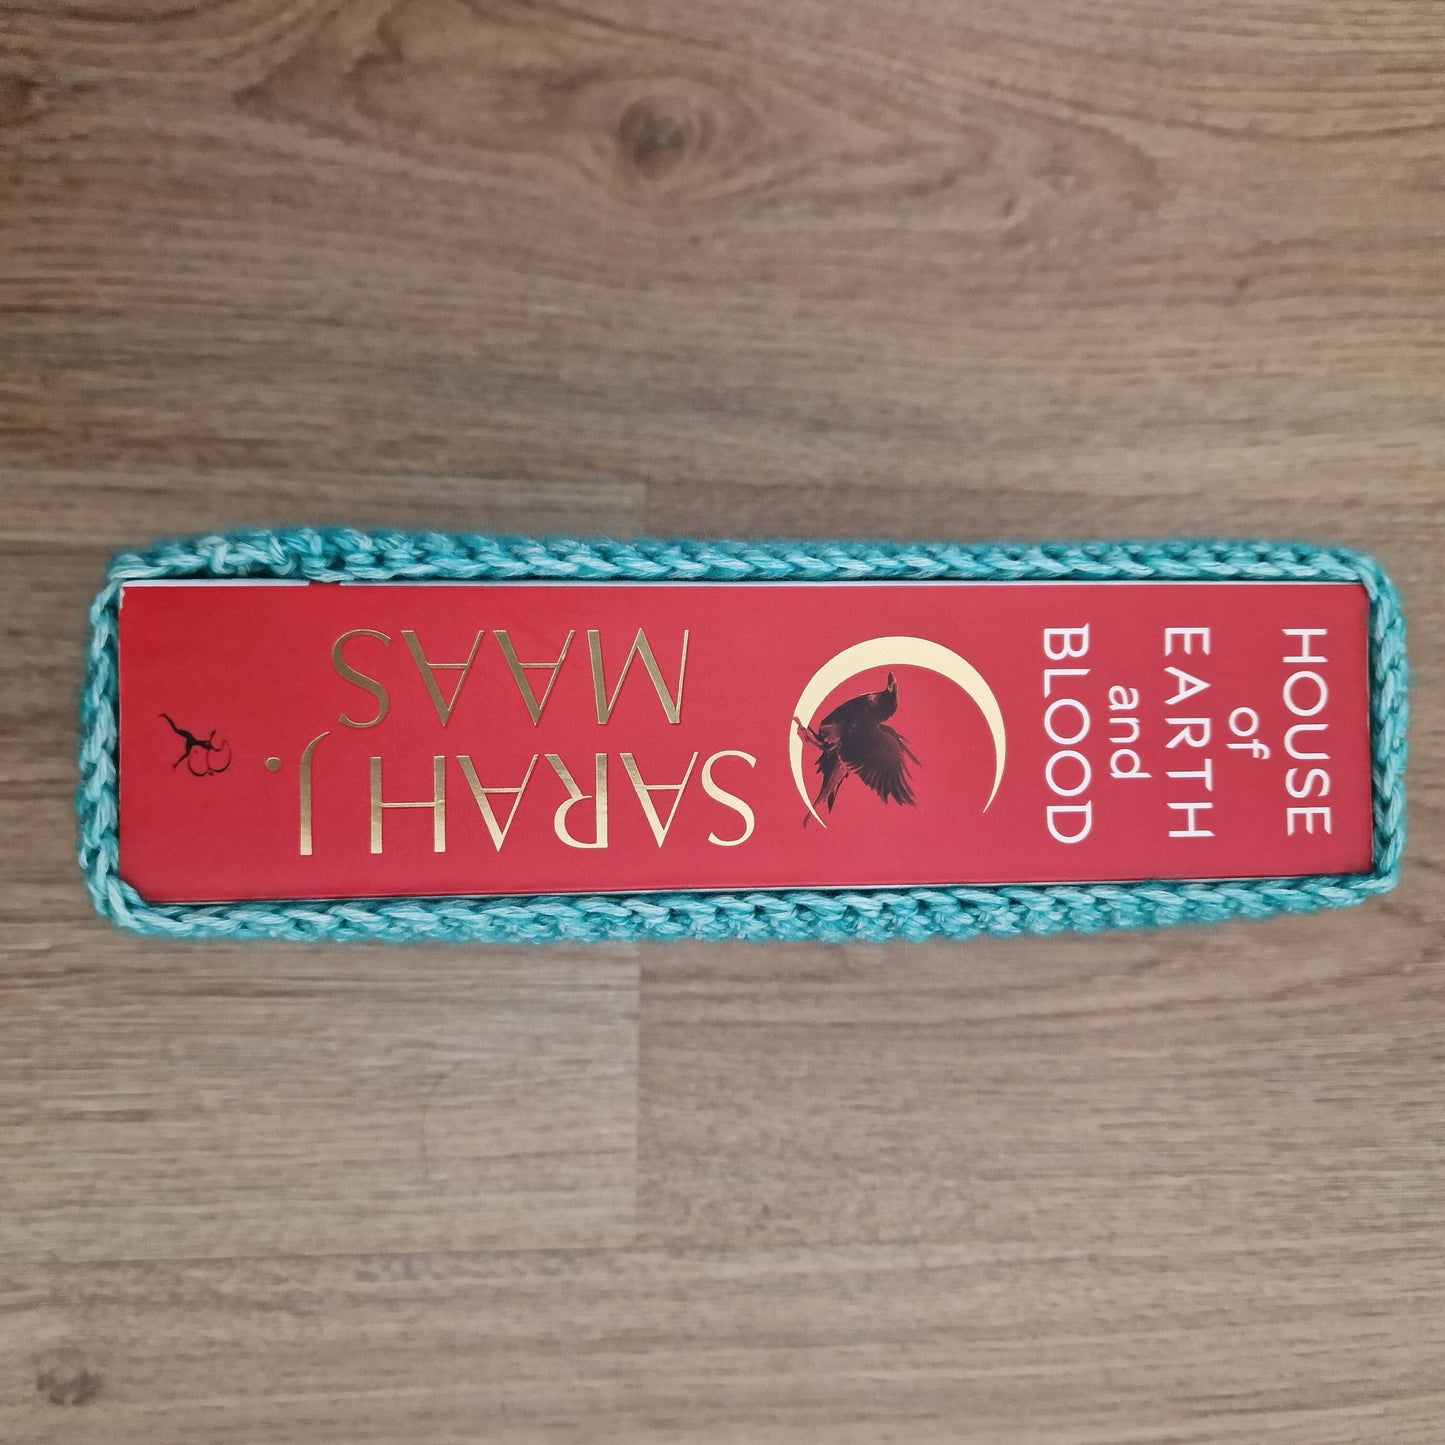 HOUSE
of
EARTH
and
BLOOD
SARAH J.
MAAS